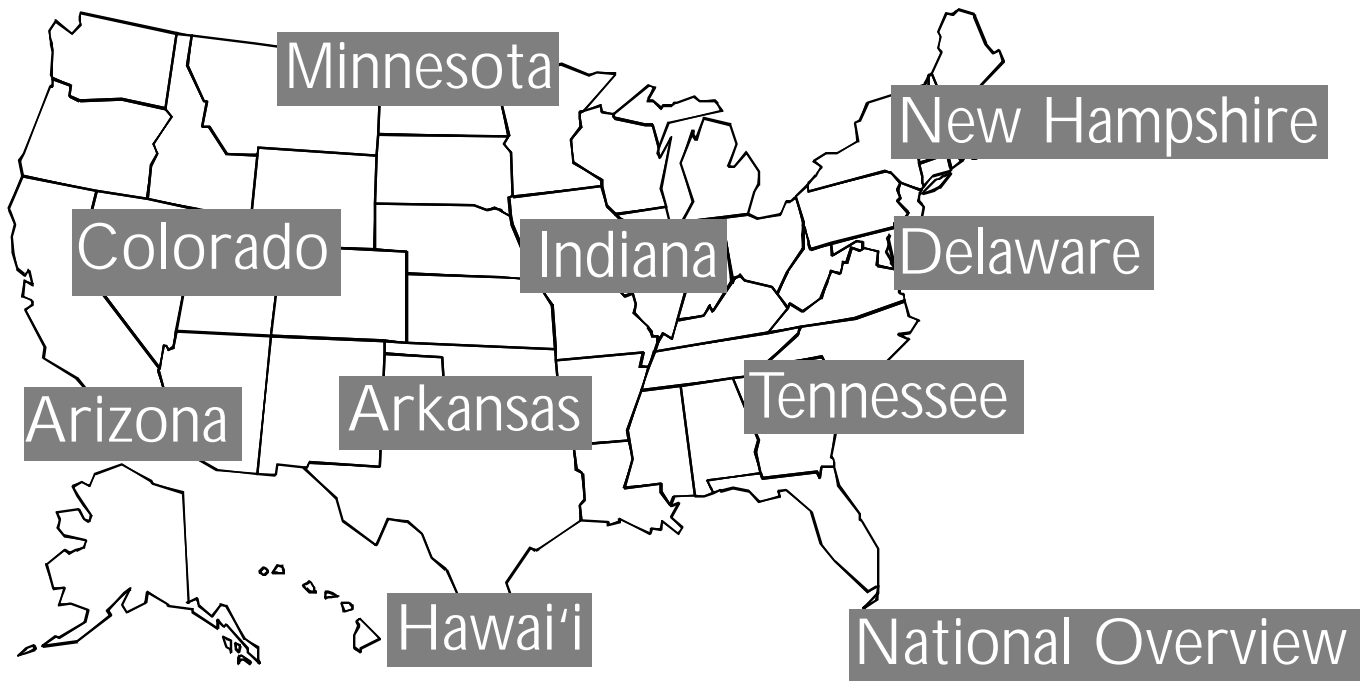 Minnesota
New Hampshire
Colorado
Indiana
Delaware
Arizona
Arkansas
Tennessee
Hawai‘i
National Overview